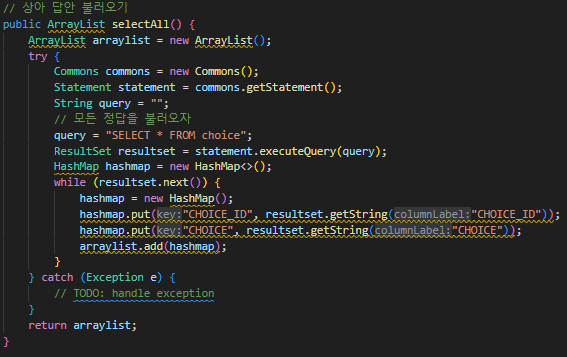 // 상아 답안 불러오기
public ArrayList selectAll() {
    ArrayList arraylist = new ArrayList();
    try {
        Commons commons = new Commons();
        Statement statement = commons.getStatement();
        String query = "";
        // 모든 정답을 불러오자
        query = "SELECT * FROM choice";
        ResultSet resultset = statement.executeQuery(query);
        HashMap hashmap = new HashMap<>();
        while (resultset.next()) {
            hashmap = new HashMap();
            hashmap.put(key:"CHOICE_ID", resultset.getString(columnLabel:"CHOICE_ID"));
            hashmap.put(key:"CHOICE", resultset.getString(columnLabel:"CHOICE"));
            arraylist.add(hashmap);
        }
    } catch (Exception e) {
        // TODO: handle exception
    }
    return arraylist;
}